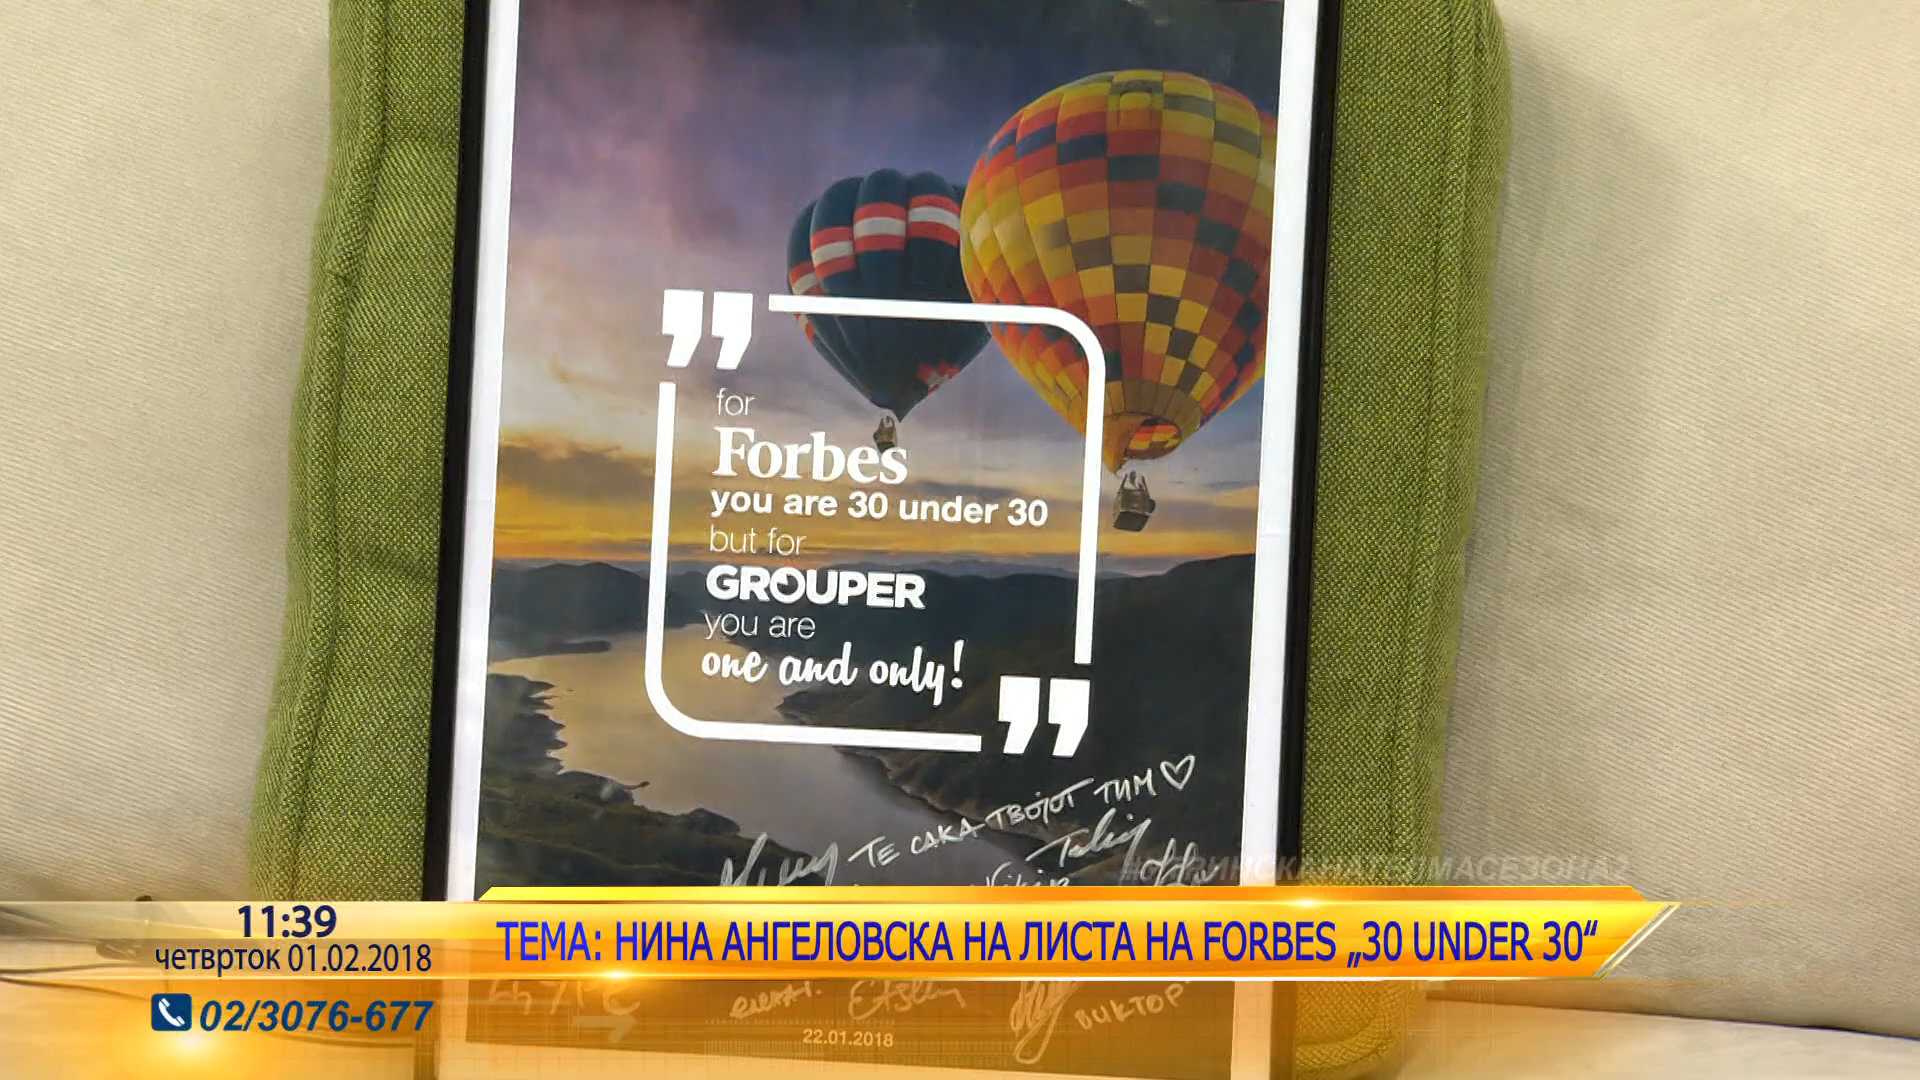 for
Forbes
you are 30 under 30
but for
GROUPER
you are
one and only!
ТЕ САКА ТВОЈОТ ТИМ
11:39
четврток 01.02.2018
ТЕМА: НИНА АНГЕЛОВСКА НА ЛИСТА НА FORBES „30 UNDER 30“
02/3076-677
ВИКТОР
22.01.2018